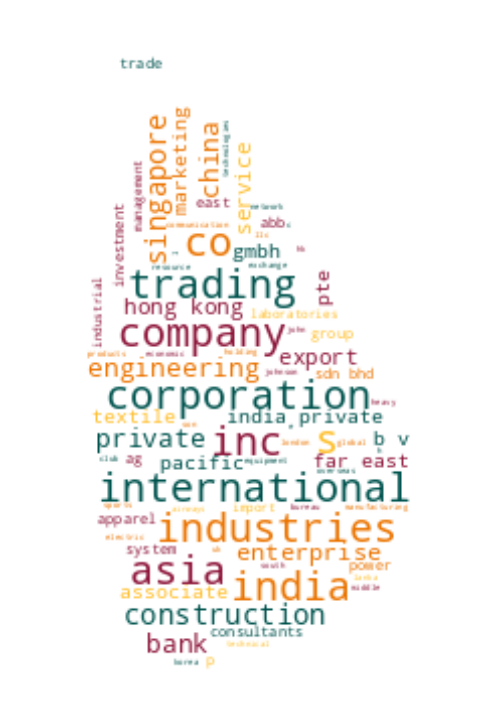 trade
singapore
marketing
china
technologies
service
management
east
network
investment
communication
abb
llc
co
gmbh
hk
resource
exchange
trading
pte
industrial
hong kong
laboratories
company
john
group
products
economic
holding
export
engineering
johnson
sdn bhd
corporation
heavy
textile
india private
sun
private
inc
london
s
global
b v
club
ag
pacific
equipment
far east
overseas
international
sports
import
bureau
manufacturing
apparel
industries
electric
system
uk
enterprise
asia
south
power
lanka
india
middle
associate
construction
consultants
bank
technical
korea
p